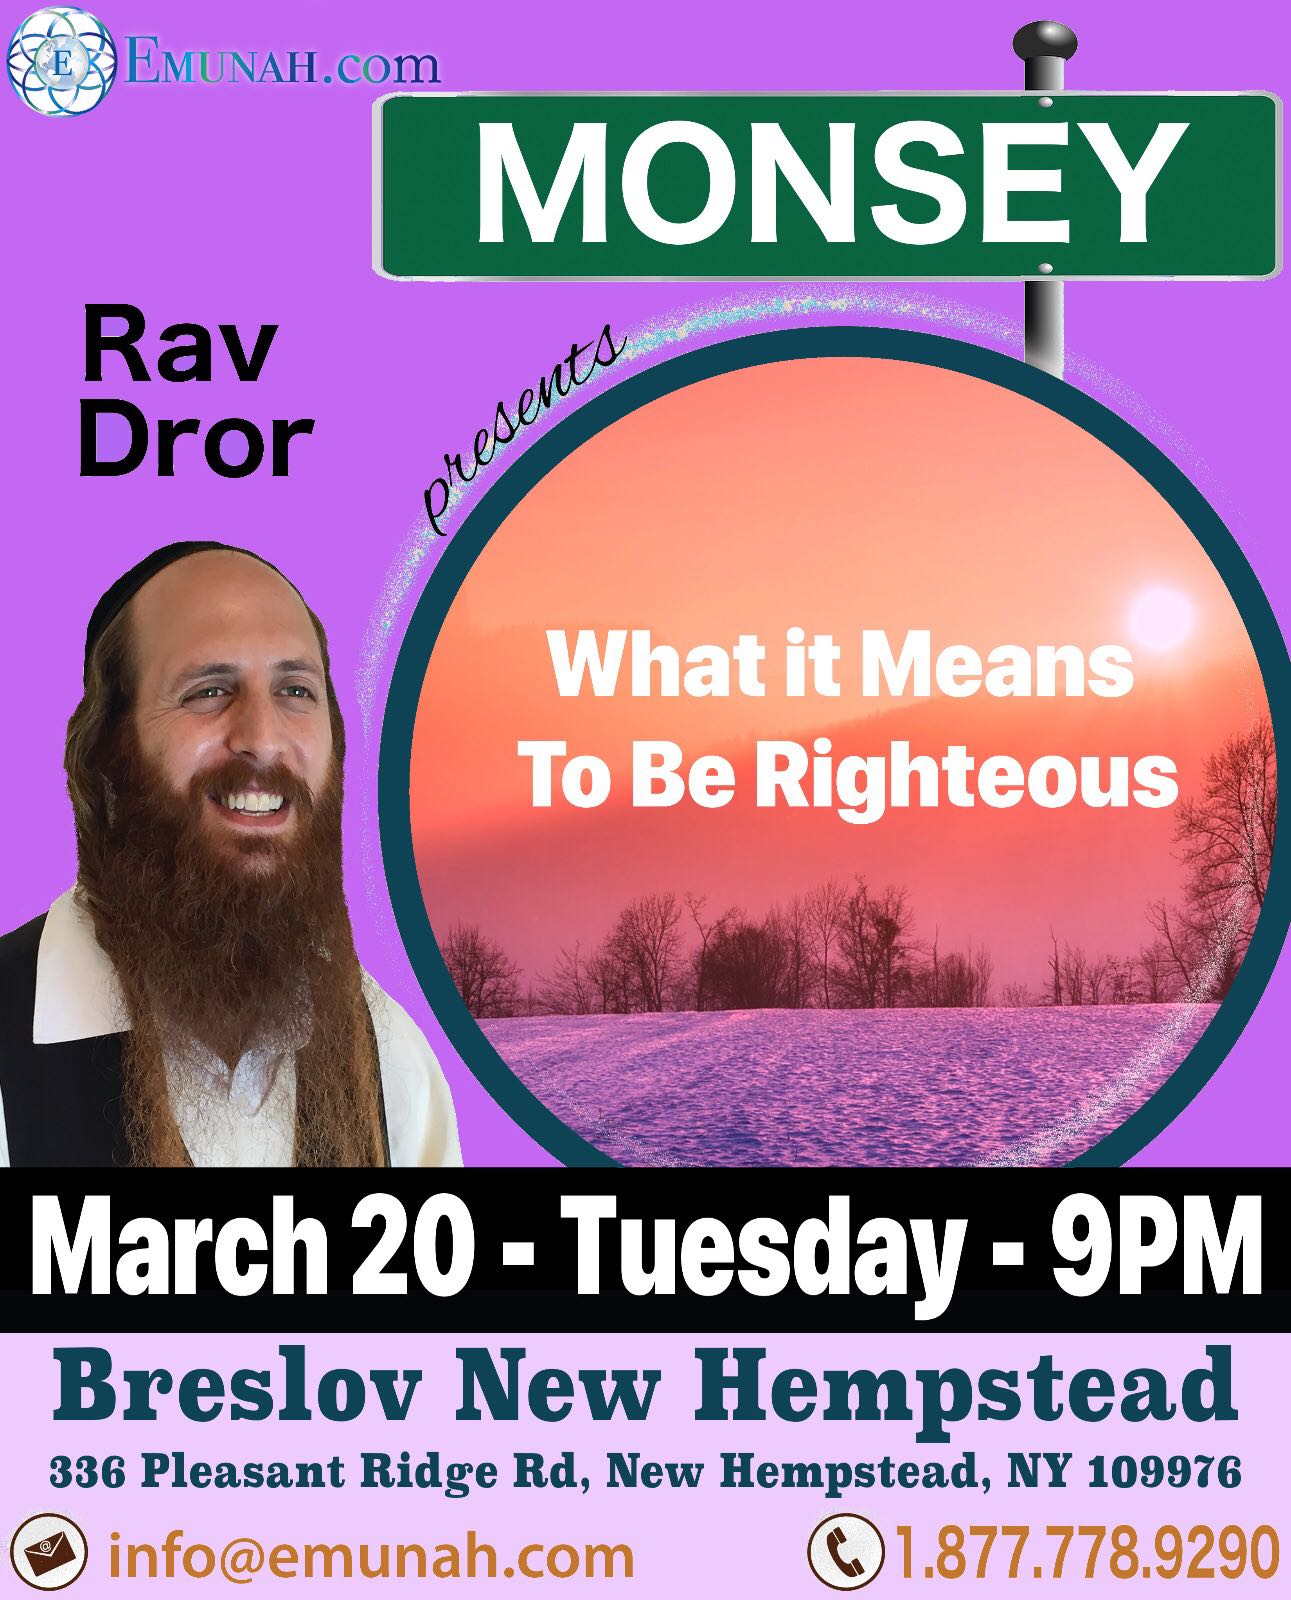 EMUNAH.com
E
MONSEY
Rav
Dror
presents
What it Means
To Be Righteous
March 20 - Tuesday - 9PM
Breslov New Hempstead
336 Pleasant Ridge Rd, New Hempstead, NY 109976
info@emunah.com
1.877.778.9290